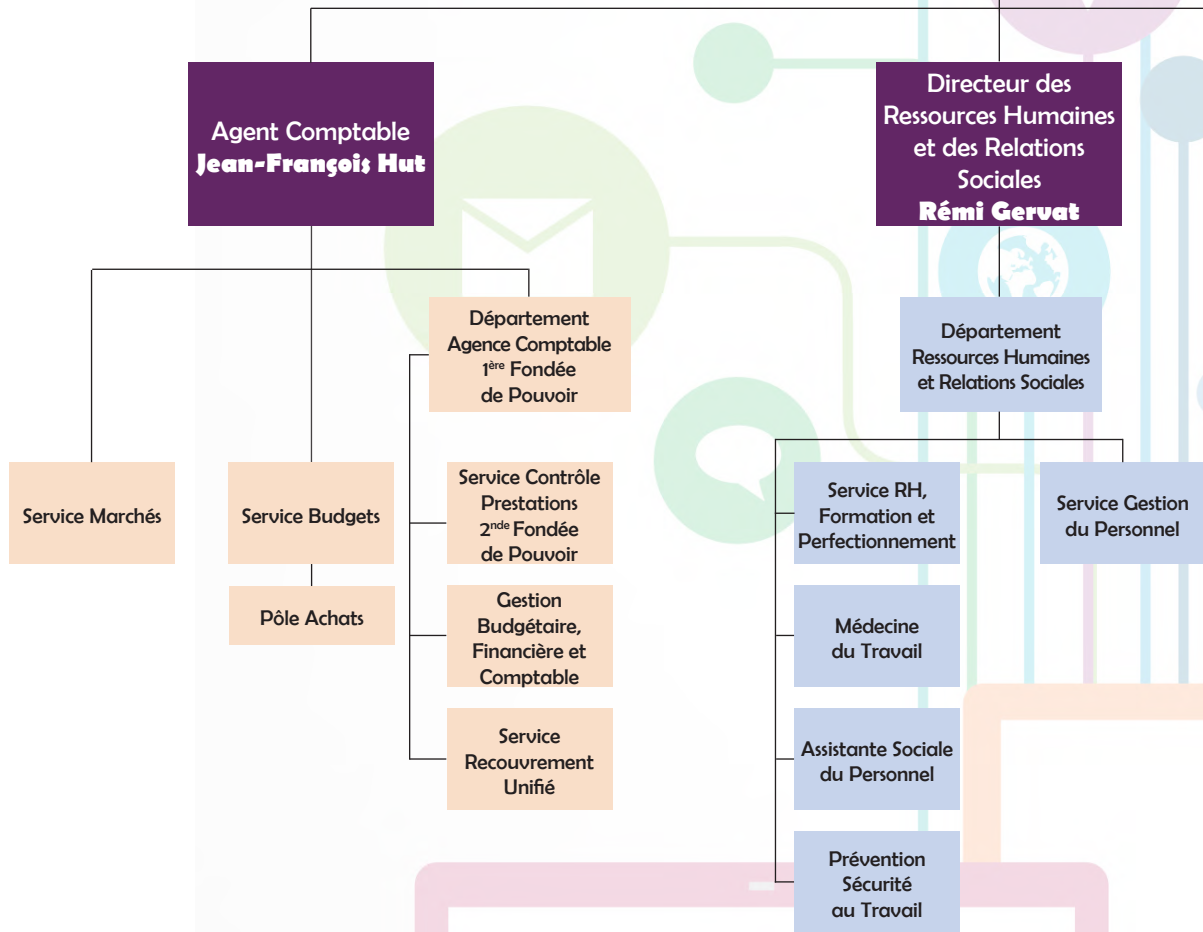 Agent Comptable
Jean-François Hut
Directeur des
Ressources Humaines
et des Relations
Sociales
Rémi Gervat
Département
Agence Comptable
1ère Fondée
de Pouvoir
Département
Ressources Humaines
et Relations Sociales
Service Marchés
Service Budgets
Service Contrôle
Prestations
2nde Fondée
de Pouvoir
Service RH,
Formation et
Perfectionnement
Service Gestion
du Personnel
Pôle Achats
Gestion
Budgétaire,
Financière et
Comptable
Médecine
du Travail
Service
Recouvrement
Unifié
Assistante Sociale
du Personnel
Prévention
Sécurité
au Travail